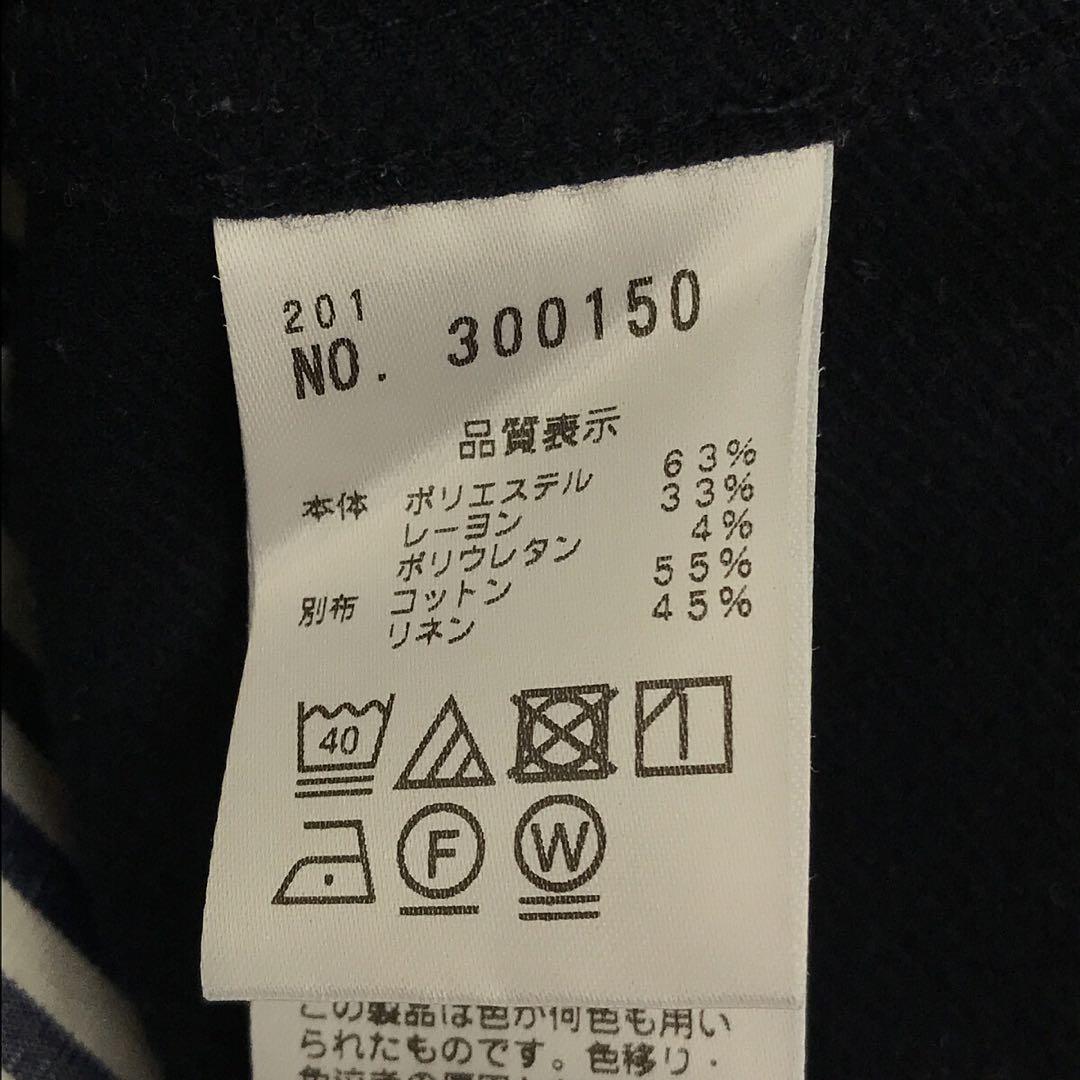 201
NO. 300150
品質表示
本体 ポリエステル 63%
レーヨン 33%
ポリウレタン 4%
別布 コットン 55%
リネン 45%
40
F
W
この製品は色が何色も用い
られたものです。色移り・